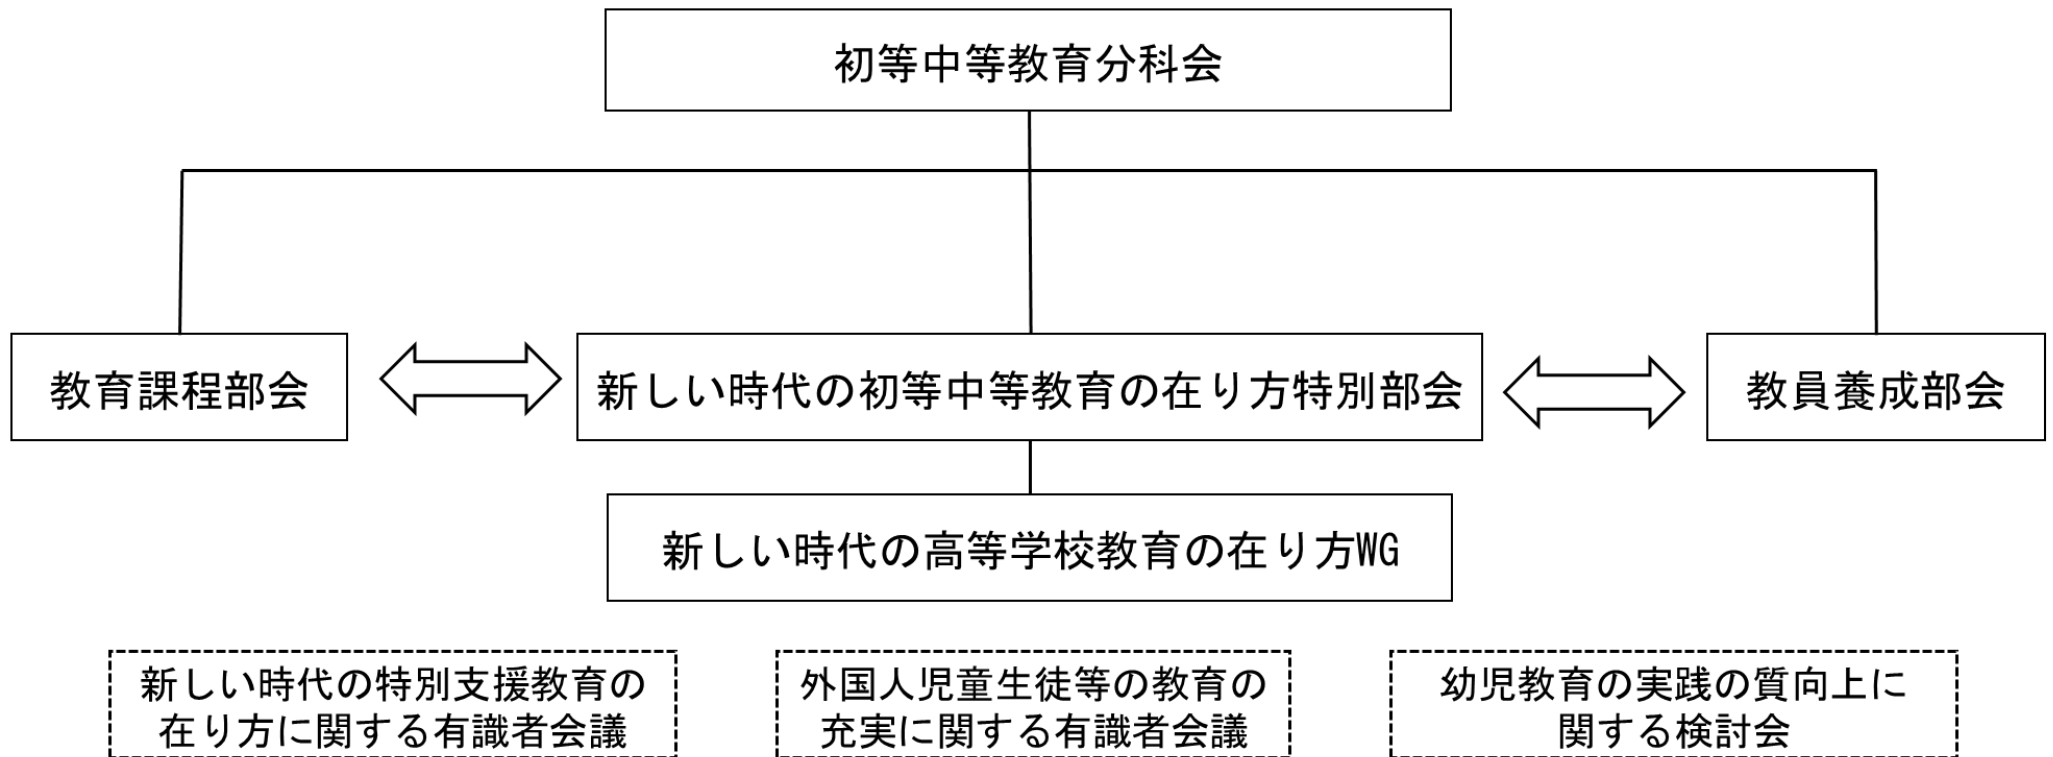 初等中等教育分科会
教育課程部会
新しい時代の初等中等教育の在り方特別部会
教員養成部会
新しい時代の高等学校教育の在り方WG
新しい時代の特別支援教育の
在り方に関する有識者会議
外国人児童生徒等の教育の
充実に関する有識者会議
幼児教育の実践の質向上に
関する検討会